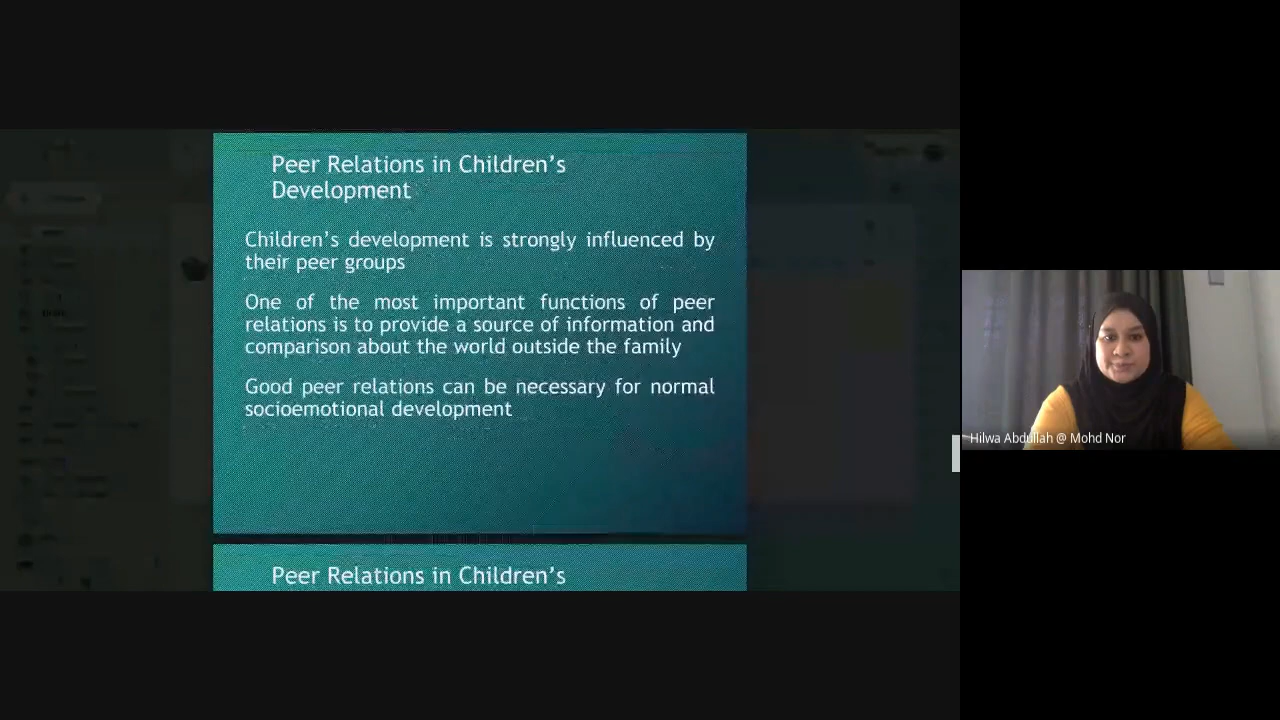 Peer Relations in Children's
Development
Children's development is strongly influenced by
their peer groups
One of the most important functions of peer
relations is to provide a source of information and
comparison about the world outside the family
Good peer relations can be necessary for normal
socioemotional development
Peer Relations in Children's
Hilwa Abdullah @ Mohd Nor